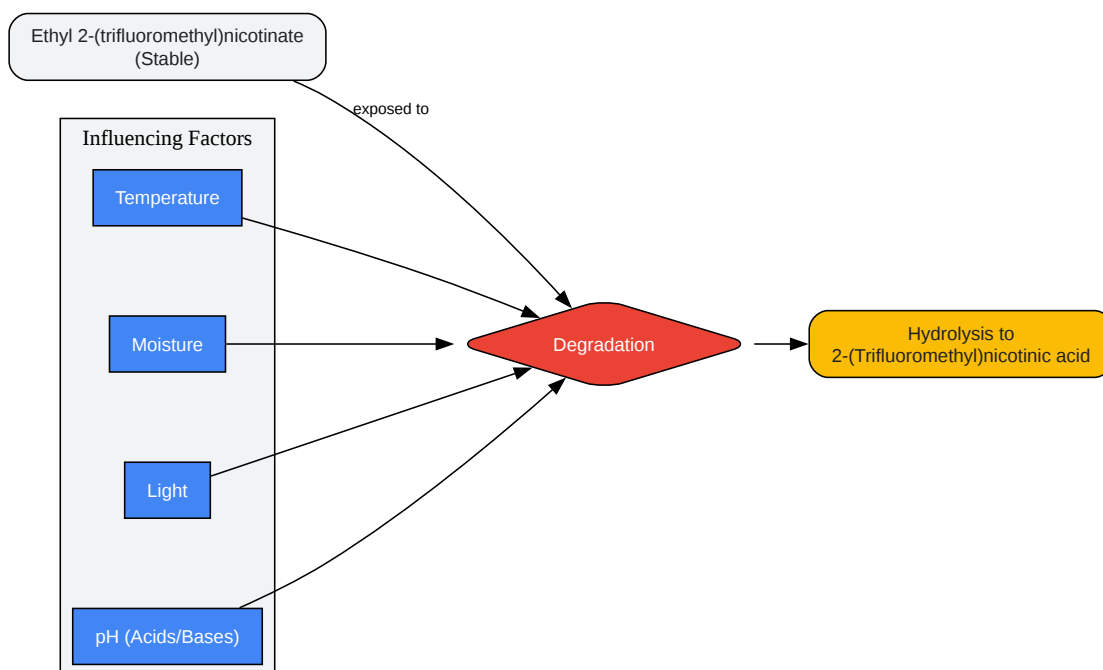 Ethyl 2-(trifluoromethyl)nicotinate
(Stable)
exposed to
Influencing Factors
Temperature
Moisture
Light
pH (Acids/Bases)
Degradation
Hydrolysis to
2-(Trifluoromethyl)nicotinic acid